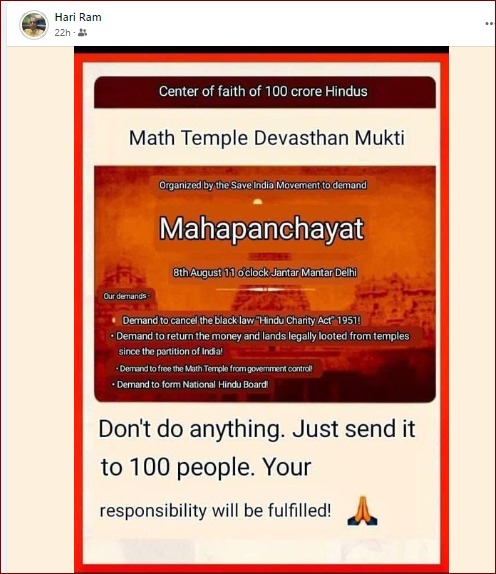 Hari Ram
22h ·
Center of faith of 100 crore Hindus
Math Temple Devasthan Mukti
Organized by the Save India Movement to demand
Mahapanchayat
8th August 11 o'clock Jantar Mantar Delhi
Our demands -
Demand to cancel the black law "Hindu Charity Act" 1951!
• Demand to return the money and lands legally looted from temples
since the partition of India!
• Demand to free the Math Temple from government control!
• Demand to form National Hindu Board!
Don't do anything. Just send it
to 100 people. Your
responsibility will be fulfilled! 🙏